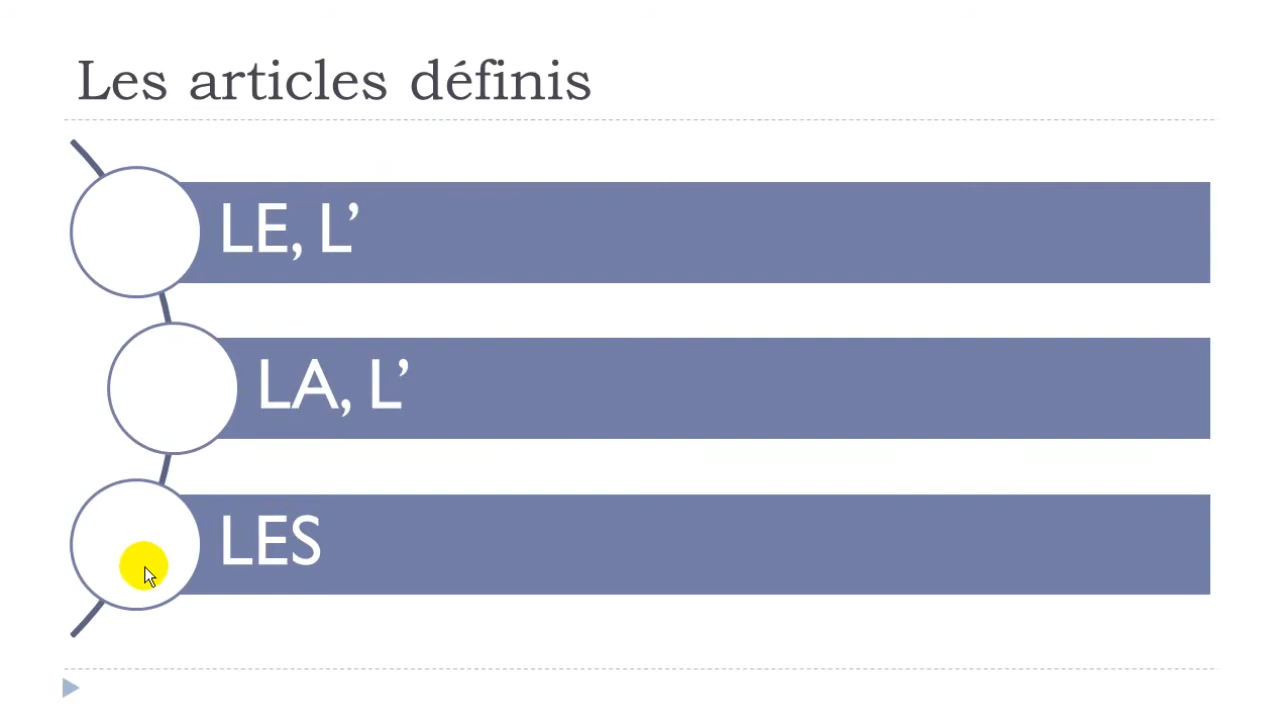 Les articles définis
LE, L’
LA, L’
LES